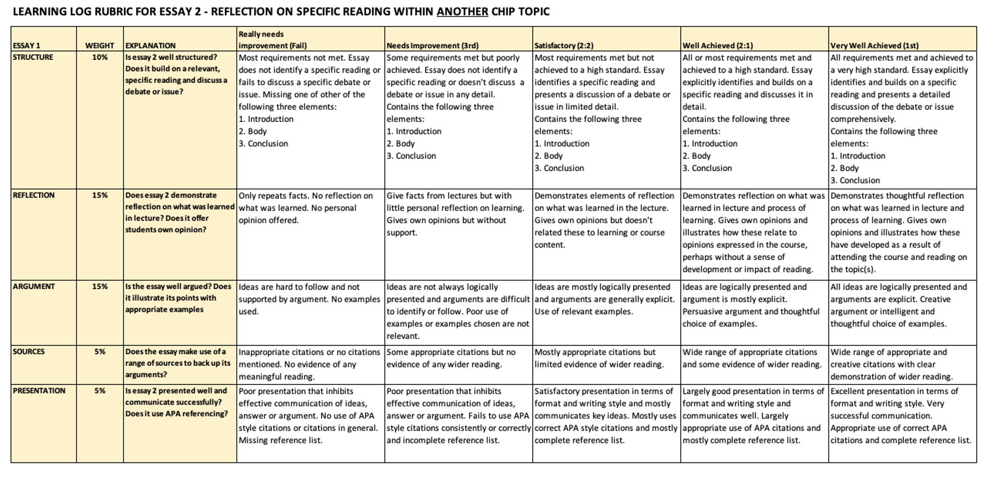 LEARNING LOG RUBRIC FOR ESSAY 2 - REFLECTION ON SPECIFIC READING WITHIN ANOTHER CHIP TOPIC
ESSAY 1
WEIGHT
EXPLANATION
Really needs
improvement (Fail)
Needs Improvement (3rd)
Satisfactory (2:2)
Well Achieved (2:1)
Very Well Achieved (1st)
STRUCTURE
10%
Is essay 2 well structured?
Does it build on a relevant,
specific reading and discuss a
debate or issue?
Most requirements not met. Essay
does not identify a specific reading or
fails to discuss a specific debate or
issue. Missing one of other of the
following three elements:
1. Introduction
2. Body
3. Conclusion
Some requirements met but poorly
achieved. Essay does not identify a
specific reading or doesn't discuss a
debate or issue in any detail.
Contains the following three
elements:
1. Introduction
2. Body
3. Conclusion
Most requirements met but not
achieved to a high standard. Essay
identifies a specific reading and
presents a discussion of a debate or
issue in limited detail.
Contains the following three
elements:
1. Introduction
2. Body
3. Conclusion
All or most requirements met and
achieved to a high standard. Essay
explicitly identifies and builds on a
specific reading and discusses it in
detail.
Contains the following three
elements:
1. Introduction
2. Body
3. Conclusion
All requirements met and achieved to
a very high standard. Essay explicitly
identifies and builds on a specific
reading and presents a detailed
discussion of the debate or issue
comprehensively.
Contains the following three
elements:
1. Introduction
2. Body
3. Conclusion
REFLECTION
15%
Does essay 2 demonstrate
reflection on what was learned
in lecture? Does it offer
students own opinion?
Only repeats facts. No reflection on
what was learned. No personal
opinion offered.
Give facts from lectures but with
little personal reflection on learning.
Gives own opinions but without
support.
Demonstrates elements of reflection
on what was learned in the lecture.
Gives own opinions but doesn't
related these to learning or course
content.
Demonstrates reflection on what was
learned in lecture and process of
learning. Gives own opinions and
illustrates how these relate to
opinions expressed in the course,
perhaps without a sense of
development or impact of reading.
Demonstrates thoughtful reflection
on what was learned in lecture and
process of learning. Gives own
opinions and illustrates how these
have developed as a result of
attending the course and reading on
the topic(s).
ARGUMENT
15%
Is the essay well argued? Does
it illustrate its points with
appropriate examples
Ideas are hard to follow and not
supported by argument. No examples
used.
Ideas are not always logically
presented and arguments are difficult
to identify or follow. Poor use of
examples or examples chosen are not
relevant.
Ideas are mostly logically presented
and arguments are generally explicit.
Use of relevant examples.
Ideas are logically presented and
argument is mostly explicit.
Persuasive argument and thoughtful
choice of examples.
All ideas are logically presented and
arguments are explicit. Creative
argument or intelligent and
thoughtful choice of examples.
SOURCES
5%
Does the essay make use of a
range of sources to back up its
arguments?
Inappropriate citations or no citations
mentioned. No evidence of any
meaningful reading.
Some appropriate citations but no
evidence of any wider reading.
Mostly appropriate citations but
limited evidence of wider reading.
Wide range of appropriate citations
and some evidence of wider reading.
Wide range of appropriate and
creative citations with clear
demonstration of wider reading.
PRESENTATION
5%
Is essay 2 presented well and
communicate successfully?
Does it use APA referencing?
Poor presentation that inhibits
effective communication of ideas,
answer or argument. No use of APA
style citations or citations in general.
Missing reference list.
Poor presentation that inhibits
effective communication of ideas,
answer or argument. Fails to use APA
style citations consistently or correctly
and incomplete reference list.
Satisfactory presentation in terms of
format and writing style and mostly
communicates key ideas. Mostly uses
correct APA style citations and mostly
complete reference list.
Largely good presentation in terms of
format and writing style and
communicates well. Largely
appropriate use of APA citations and
mostly complete reference list.
Excellent presentation in terms of
format and writing style. Very
successful communication.
Appropriate use of correct APA
citations and complete reference list.